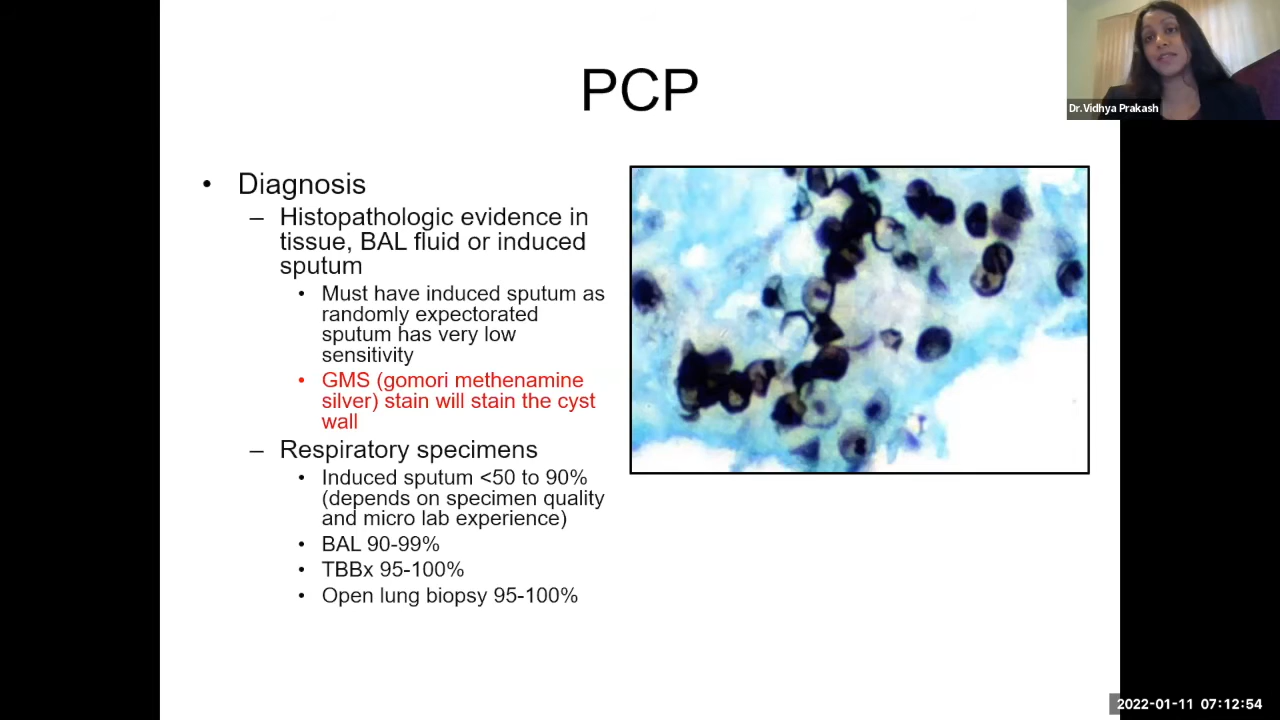 PCP
Dr.Vidhya Prakash
• Diagnosis
– Histopathologic evidence in
tissue, BAL fluid or induced
sputum
• Must have induced sputum as
randomly expectorated
sputum has very low
sensitivity
• GMS (gomori methenamine
silver) stain will stain the cyst
wall
– Respiratory specimens
• Induced sputum <50 to 90%
(depends on specimen quality
and micro lab experience)
• BAL 90-99%
• TBBx 95-100%
• Open lung biopsy 95-100%
2022-01-11 07:12:54